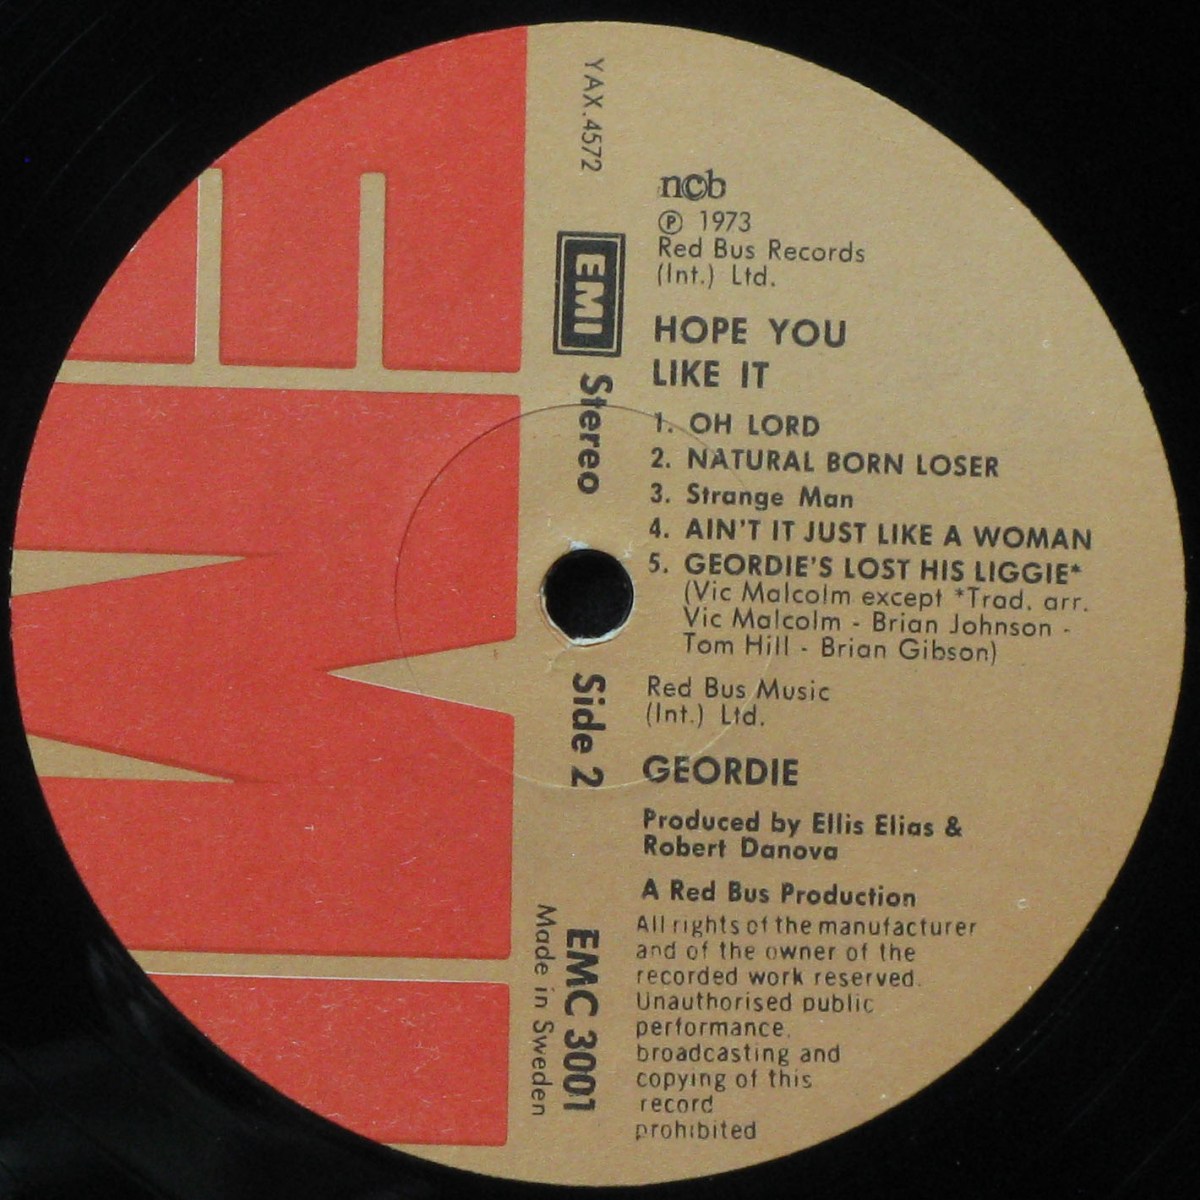 YAX.4572
ncb
Ⓟ 1973
Red Bus Records
(Int.) Ltd.
EMI
Stereo
HOPE YOU
LIKE IT
1. OH LORD
2. NATURAL BORN LOSER
3. Strange Man
4. AIN'T IT JUST LIKE A WOMAN
5. GEORDIE'S LOST HIS LIGGIE*
(Vic Malcolm except *Trad. arr.
Vic Malcolm - Brian Johnson -
Tom Hill - Brian Gibson)
Red Bus Music
(Int.) Ltd.
Side 2
GEORDIE
Produced by Ellis Elias &
Robert Danova
A Red Bus Production
All rights of the manufacturer
and of the owner of the
recorded work reserved.
Unauthorised public
performance,
broadcasting and
copying of this
record
prohibited
EMC 3001
Made in Sweden
EMI